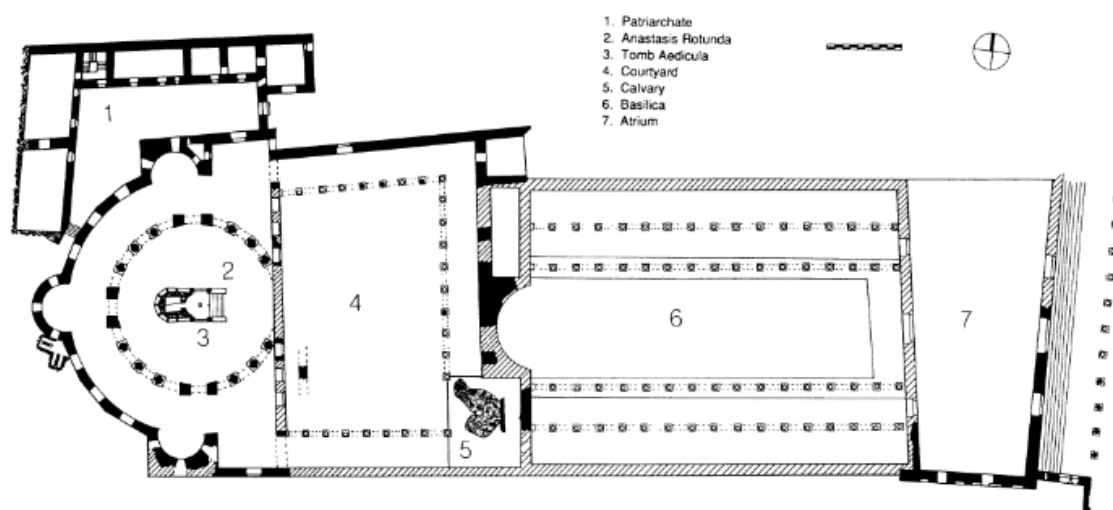 1. Patriarchate
2. Anastasis Rotunda
3. Tomb Aedicula
4. Courtyard
5. Calvary
6. Basilica
7. Atrium
1
2
3
4
5
6
7